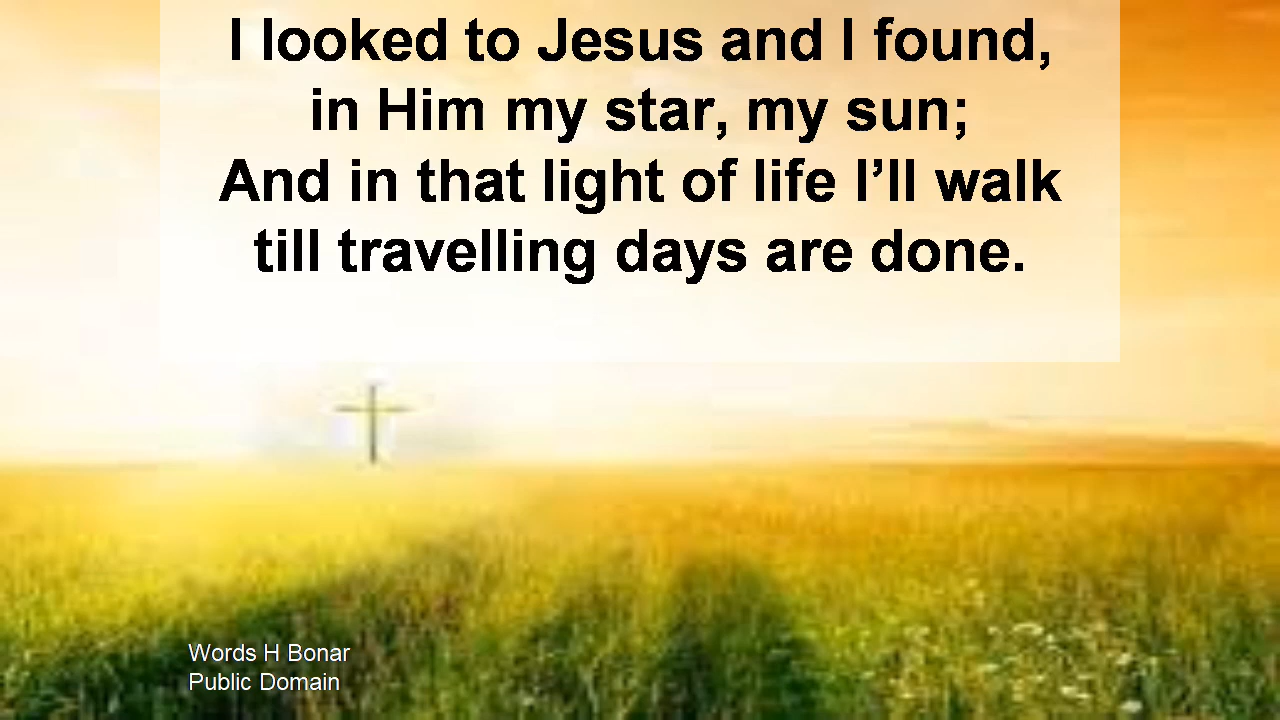 I looked to Jesus and I found,
in Him my star, my sun;
And in that light of life I’ll walk
till travelling days are done.
Words H Bonar
Public Domain